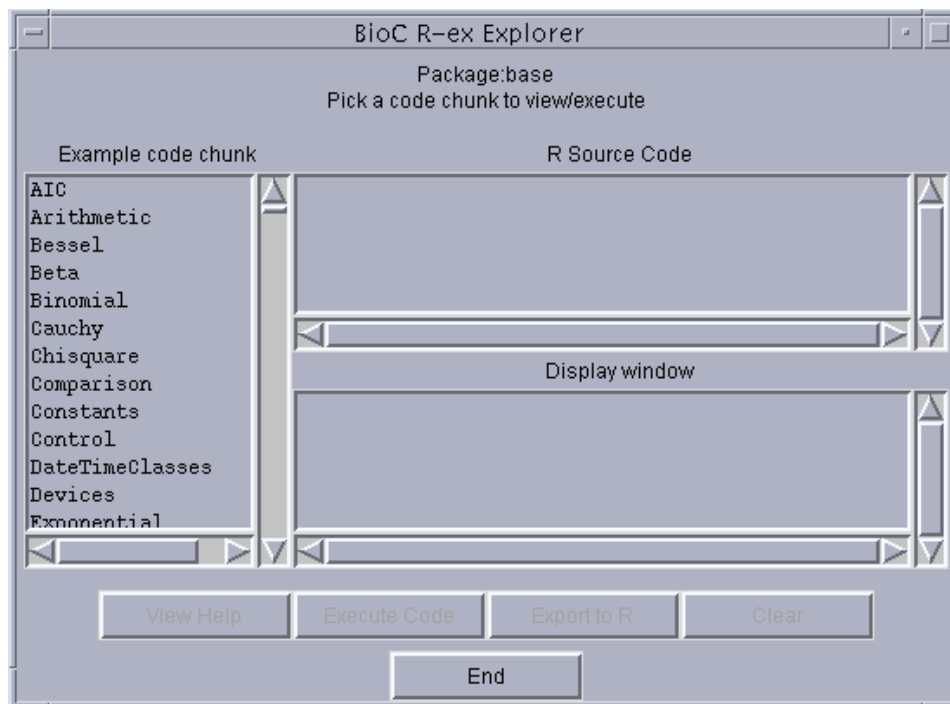 BioC R-ex Explorer
Package:base
Pick a code chunk to view/execute
Example code chunk
R Source Code
AIC
Arithmetic
Bessel
Beta
Binomial
Cauchy
Chisquare
Comparison
Constants
Control
DateTimeClasses
Devices
Exponential
Display window
View Help
Execute Code
Export to R
Clear
End